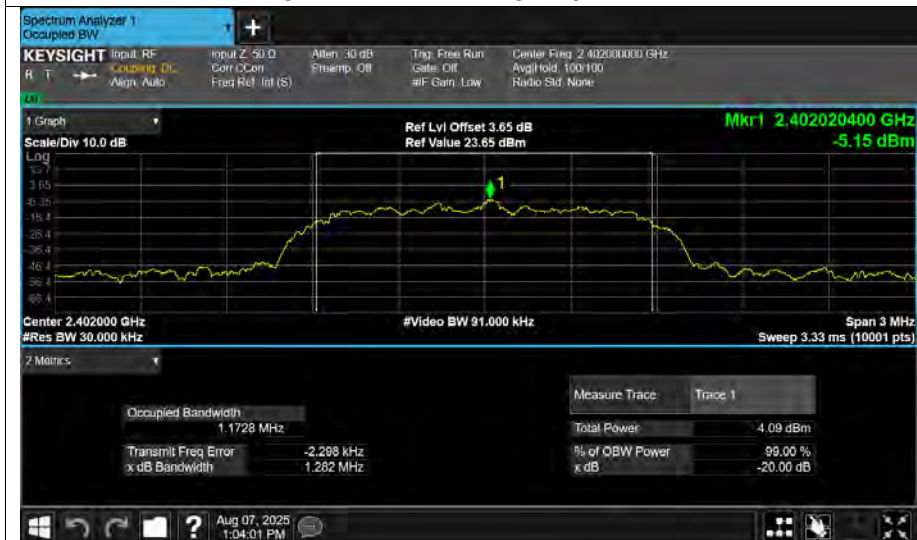 Spectrum Analyzer 1
Occupied BW
KEYSIGHT Input: RF Input Z: 50 Ω Atten: 30 dB Trig: Free Run Center Freq: 2.402000000 GHz
R T Coupling: DC Corr CCorr Preamp: Off Gate: Off Avg|Hold: 100/100
Align: Auto Freq Ref: Int (S) #IF Gain: Low Radio Std: None
1 Graph
Ref Lvl Offset 3.65 dB
Mkr1 2.402020400 GHz
Scale/Div 10.0 dB Ref Value 23.65 dBm -5.15 dBm
Log
13.7
3.65
1
-6.35
-16.4
-26.4
-36.4
-46.4
-56.4
-66.4
Center 2.402000 GHz #Video BW 91.000 kHz Span 3 MHz
#Res BW 30.000 kHz Sweep 3.33 ms (10001 pts)
2 Metrics
Measure Trace Trace 1
Occupied Bandwidth
1.1728 MHz Total Power 4.09 dBm
Transmit Freq Error -2.298 kHz % of OBW Power 99.00 %
x dB Bandwidth 1.282 MHz x dB -20.00 dB
? Aug 07, 2025
1:04:01 PM